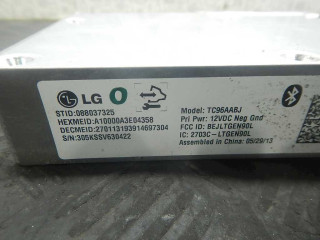 LG O
STID:088037325
HEXMEID:A10000A3E04358
DECMEID:270113193914697304
S/N:305KSSV630422
Model: TC96AABJ
Pri Pwr: 12VDC Neg Gnd
FCC ID: BEJLTGEN90L
IC: 2703C-LTGEN90L
Assembled in China: 05/29/13